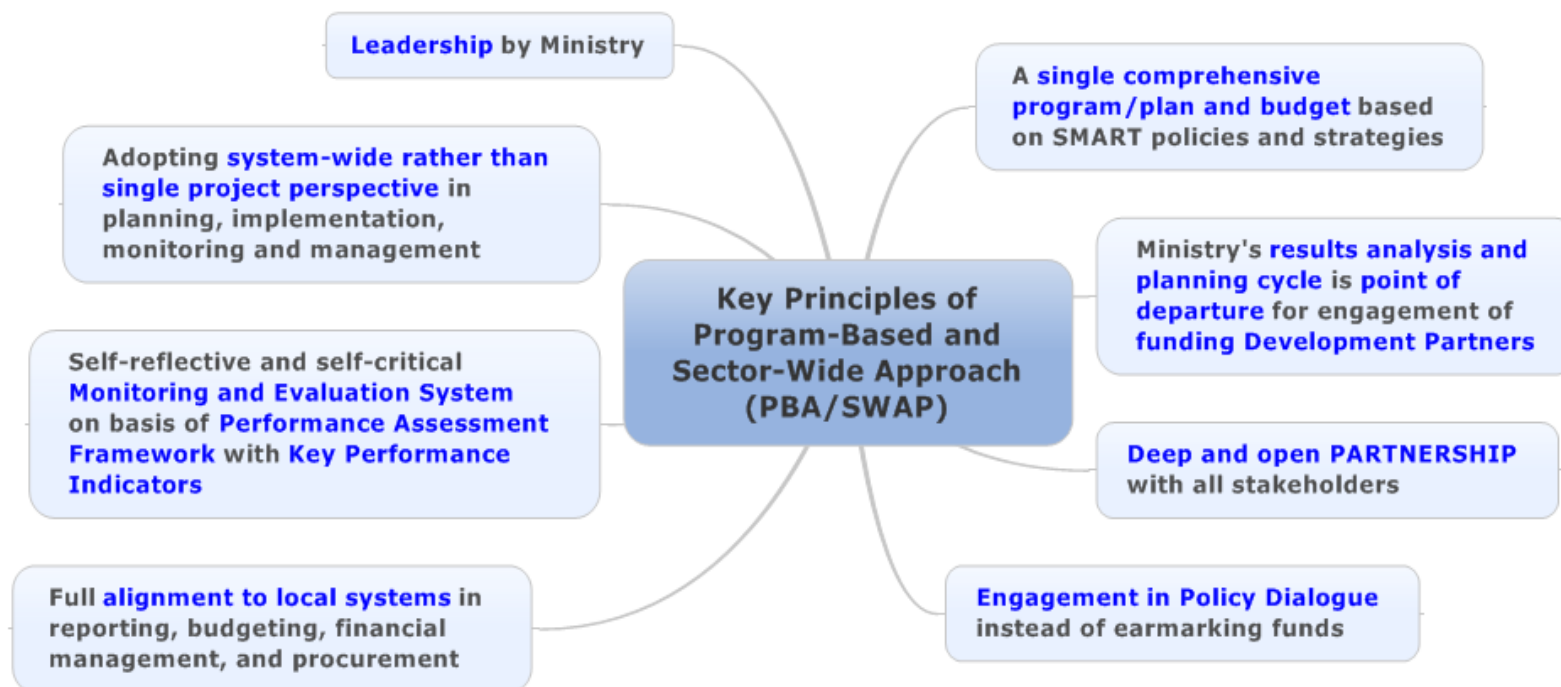 Leadership by Ministry
Adopting system-wide rather than
single project perspective in
planning, implementation,
monitoring and management
Self-reflective and self-critical
Monitoring and Evaluation System
on basis of Performance Assessment
Framework with Key Performance
Indicators
Full alignment to local systems in
reporting, budgeting, financial
management, and procurement
Key Principles of
Program-Based and
Sector-Wide Approach
(PBA/SWAP)
A single comprehensive
program/plan and budget based
on SMART policies and strategies
Ministry's results analysis and
planning cycle is point of
departure for engagement of
funding Development Partners
Deep and open PARTNERSHIP
with all stakeholders
Engagement in Policy Dialogue
instead of earmarking funds